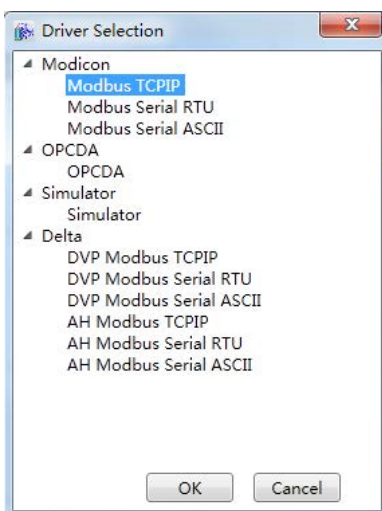 Driver Selection
Modicon
Modbus TCPIP
Modbus Serial RTU
Modbus Serial ASCII
OPCDA
OPCDA
Simulator
Simulator
Delta
DVP Modbus TCPIP
DVP Modbus Serial RTU
DVP Modbus Serial ASCII
AH Modbus TCPIP
AH Modbus Serial RTU
AH Modbus Serial ASCII
OK Cancel